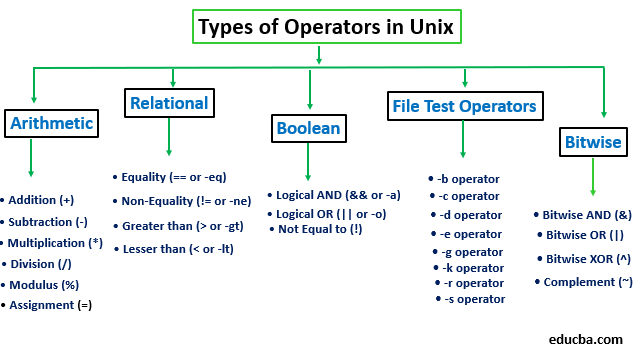 Types of Operators in Unix
Arithmetic
• Addition (+)
• Subtraction (-)
• Multiplication (*)
• Division (/)
• Modulus (%)
• Assignment (=)
Relational
• Equality (== or -eq)
• Non-Equality (!= or -ne)
• Greater than (> or -gt)
• Lesser than (< or -lt)
Boolean
• Logical AND (&& or -a)
• Logical OR (|| or -o)
• Not Equal to (!)
File Test Operators
• -b operator
• -c operator
• -d operator
• -e operator
• -g operator
• -k operator
• -r operator
• -s operator
Bitwise
• Bitwise AND (&)
• Bitwise OR (|)
• Bitwise XOR (^)
• Complement (~)
educba.com